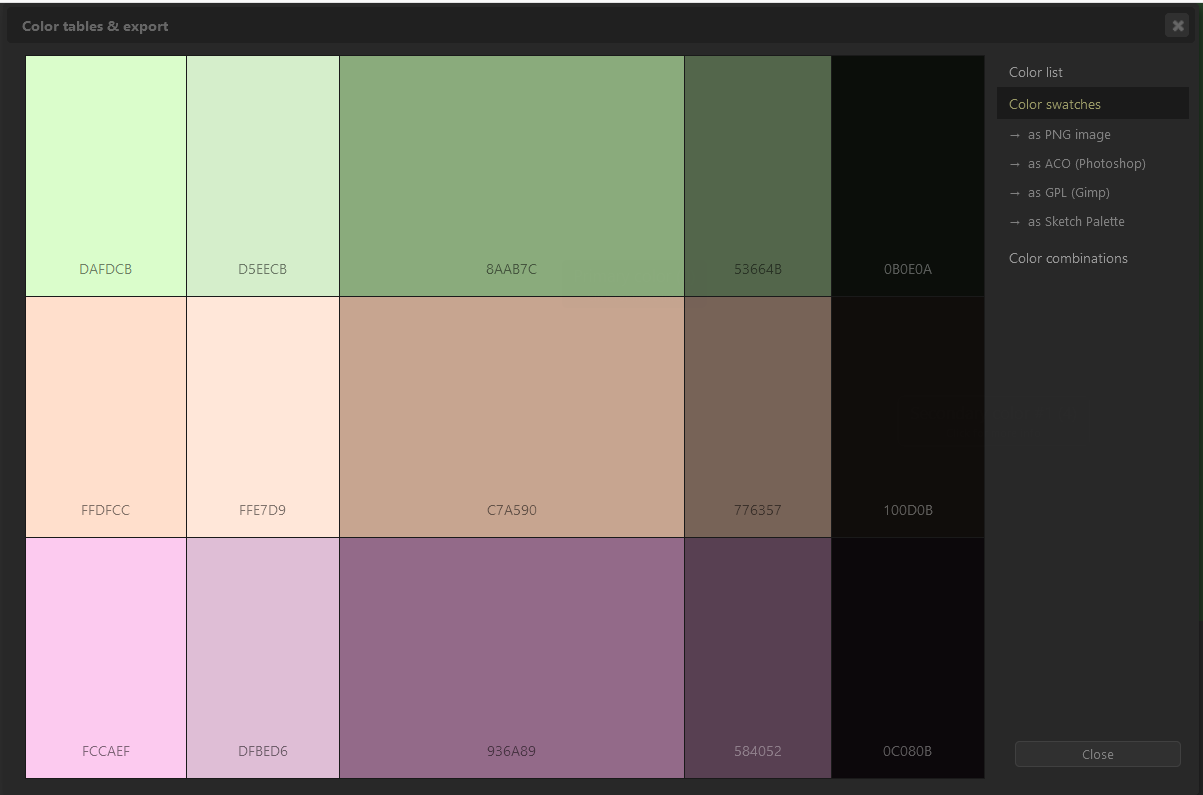 Color tables & export
Color list
Color swatches
→ as PNG image
→ as ACO (Photoshop)
→ as GPL (Gimp)
→ as Sketch Palette
Color combinations
DAFDCB D5EECB 8AAB7C 53664B 0B0E0A
FFDFCC FFE7D9 C7A590 776357 100D0B
FCCAEF DFBED6 936A89 584052 0C080B
Close